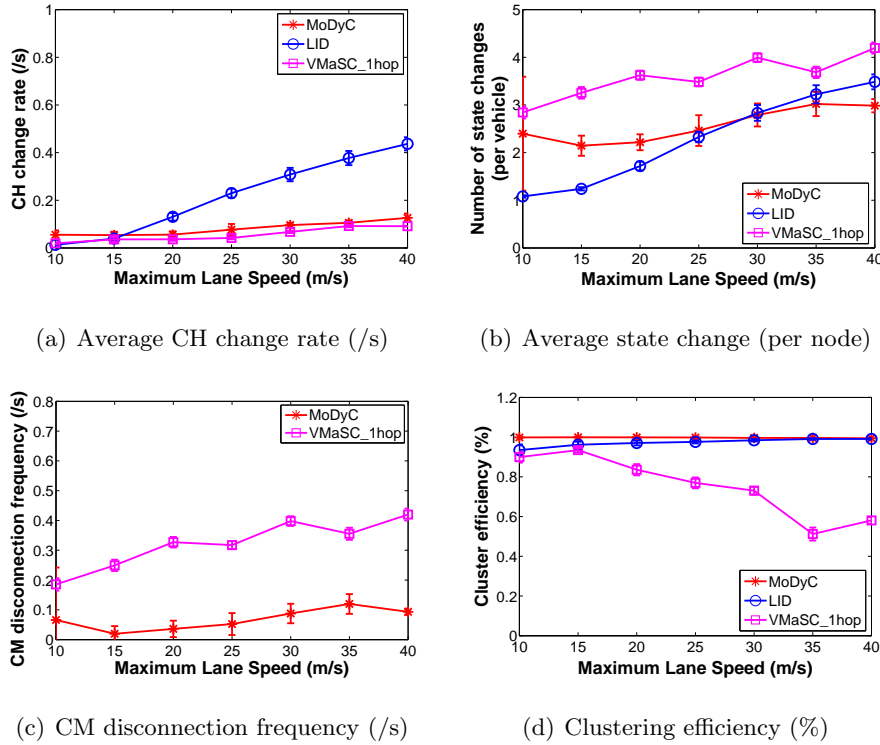 1
0.8
0.6
0.4
0.2
0
CH change rate (/s)
10 15 20 25 30 35 40
Maximum Lane Speed (m/s)
MoDyC
LID
VMaSC_1hop
(a) Average CH change rate (/s)
5
4
3
2
1
0
Number of state changes
(per vehicle)
10 15 20 25 30 35 40
Maximum Lane Speed (m/s)
MoDyC
LID
VMaSC_1hop
(b) Average state change (per node)
0.8
0.7
0.6
0.5
0.4
0.3
0.2
0.1
0
CM disconnection frequency (/s)
10 15 20 25 30 35 40
Maximum Lane Speed (m/s)
MoDyC
VMaSC_1hop
(c) CM disconnection frequency (/s)
1.2
1
0.8
0.6
0.4
0.2
0
Cluster efficiency (%)
10 15 20 25 30 35 40
Maximum Lane Speed (m/s)
MoDyC
LID
VMaSC_1hop
(d) Clustering efficiency (%)